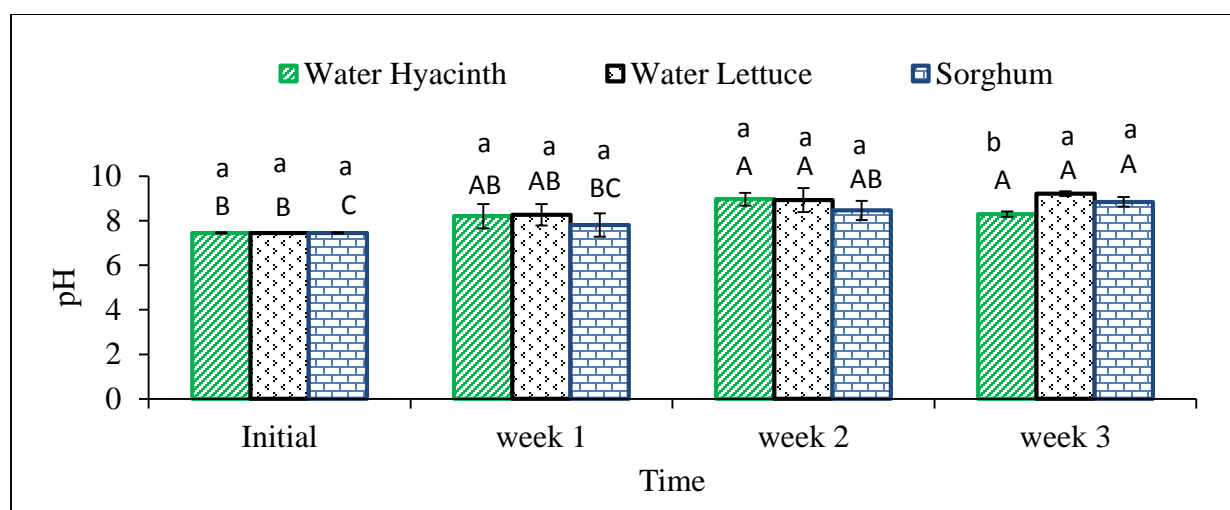 Water Hyacinth Water Lettuce Sorghum
a a a a a a a a a b a a
B B C AB AB BC A A AB A A A
10
8
6
4
2
0
pH
Initial week 1 week 2 week 3
Time